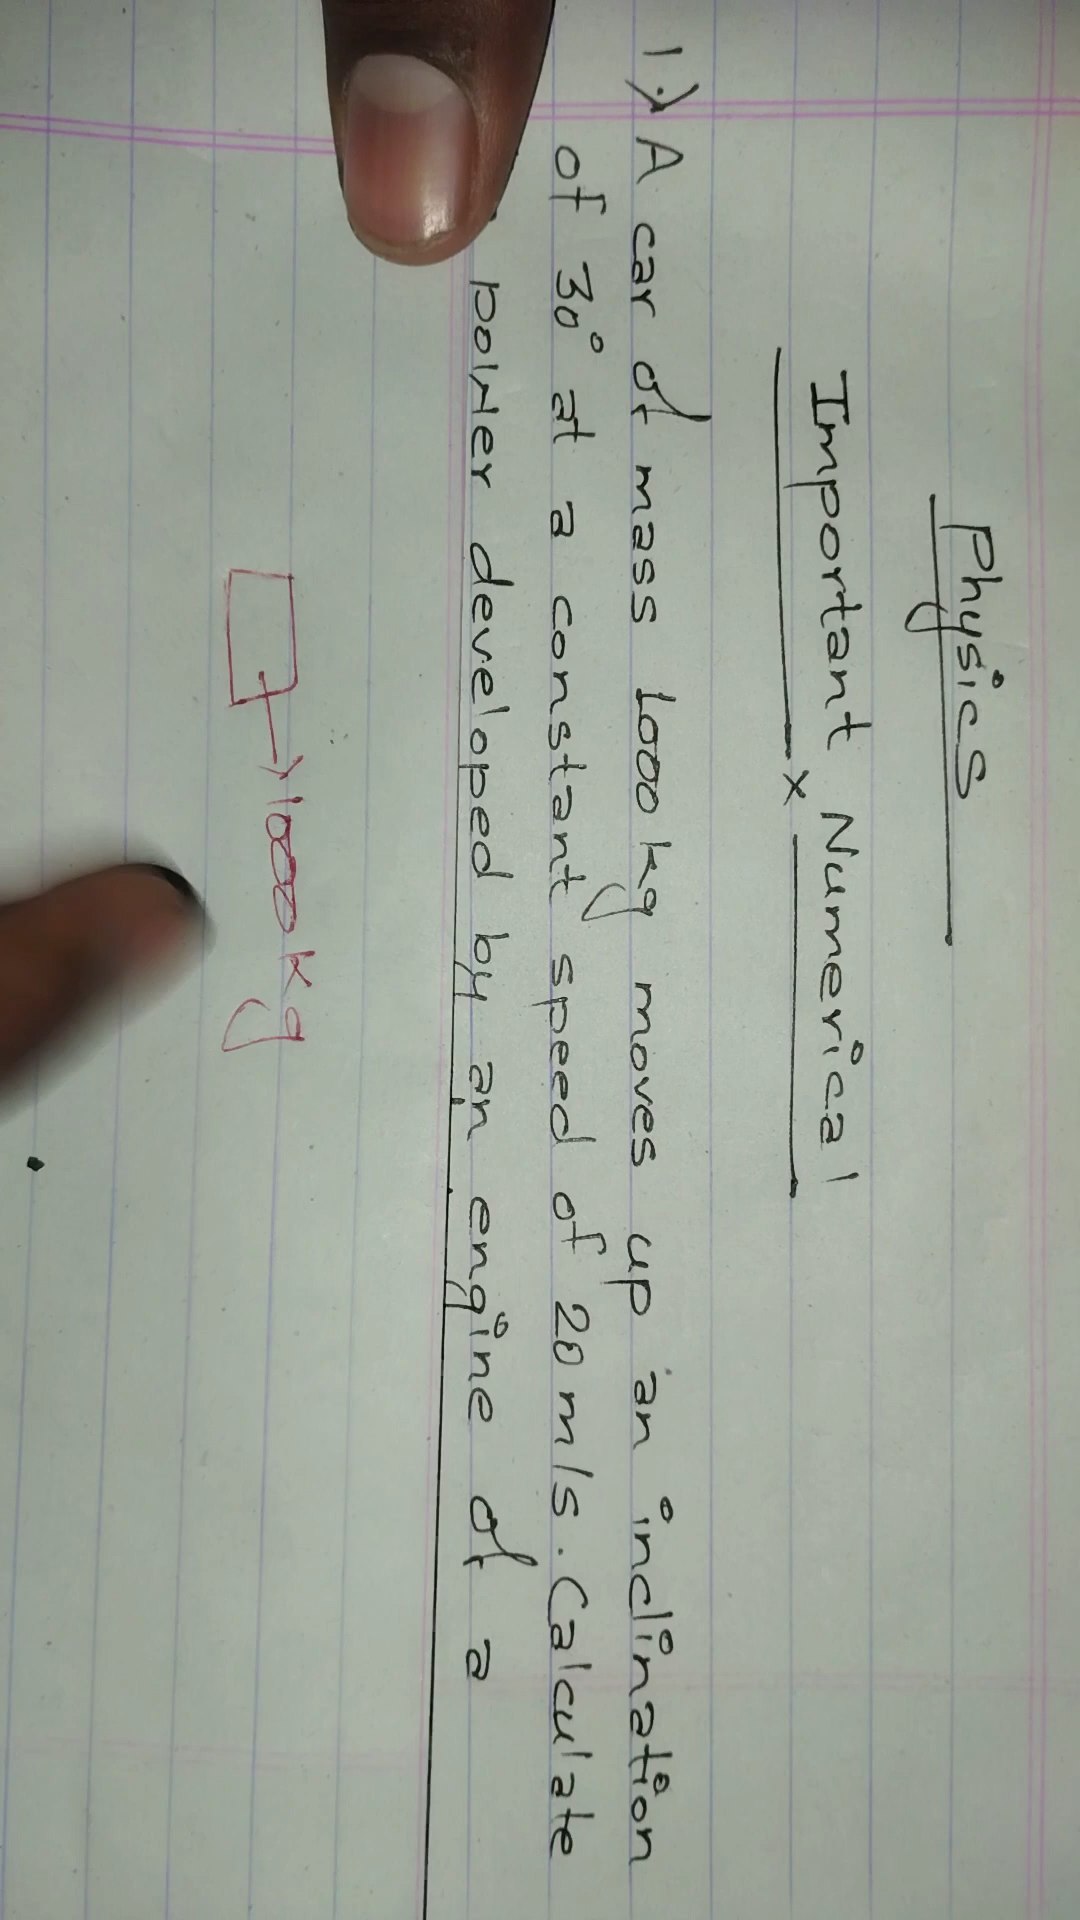 Physics
Important Numerical
x
1.) A car of mass 1000 kg moves up an inclination
of 30° at a constant speed of 20 m/s. Calculate
power developed by an engine of a
1000 kg